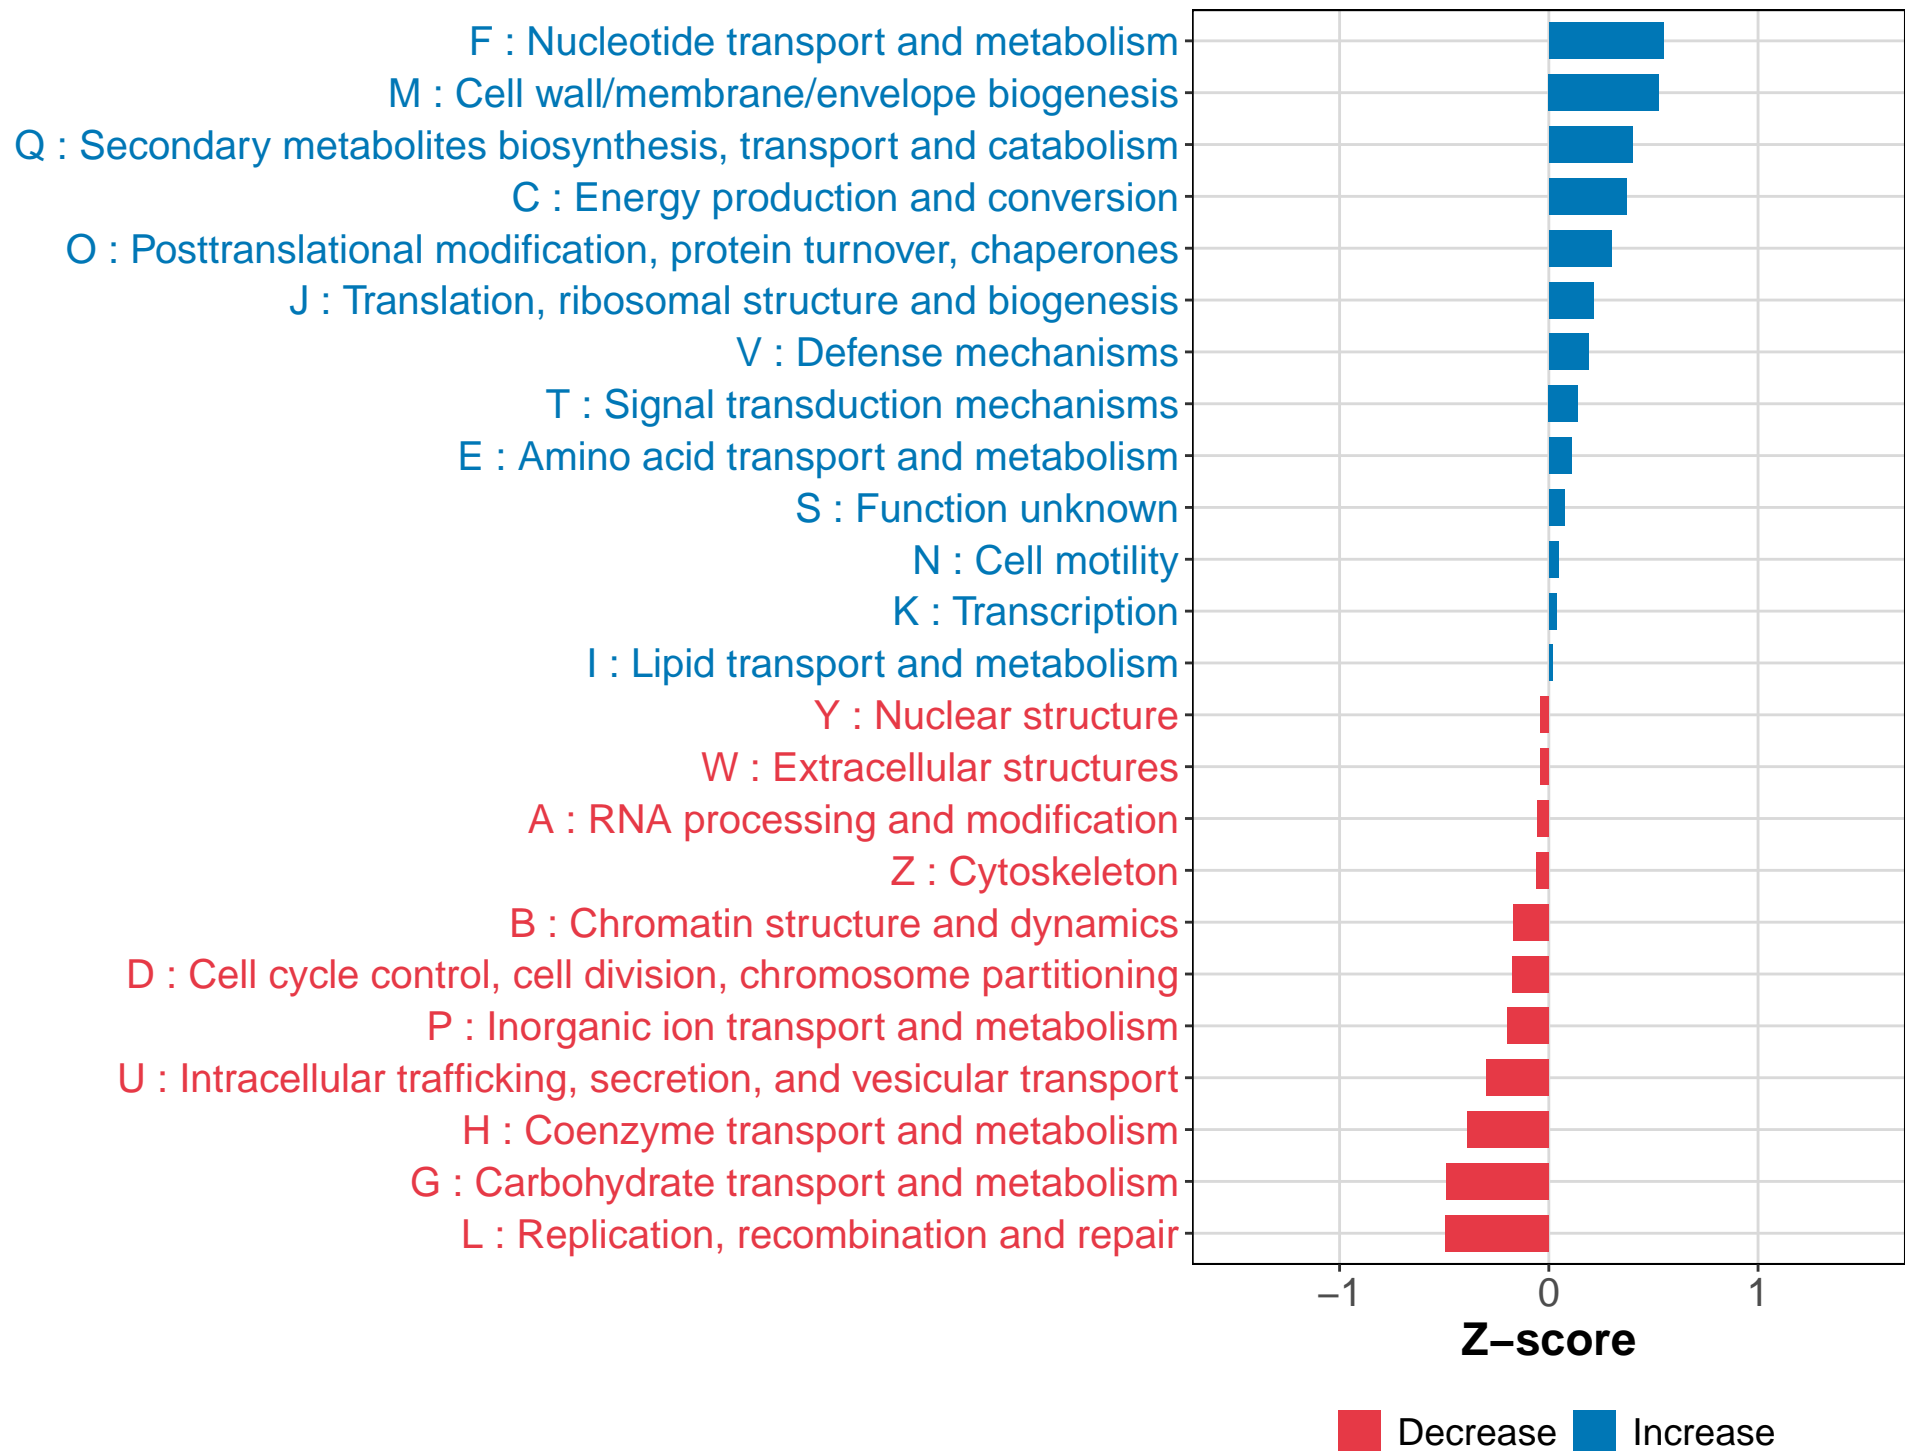 F : Nucleotide transport and metabolism
M : Cell wall/membrane/envelope biogenesis
Q : Secondary metabolites biosynthesis, transport and catabolism
C : Energy production and conversion
O : Posttranslational modification, protein turnover, chaperones
J : Translation, ribosomal structure and biogenesis
V : Defense mechanisms
T : Signal transduction mechanisms
E : Amino acid transport and metabolism
S : Function unknown
N : Cell motility
K : Transcription
I : Lipid transport and metabolism
Y : Nuclear structure
W : Extracellular structures
A : RNA processing and modification
Z : Cytoskeleton
B : Chromatin structure and dynamics
D : Cell cycle control, cell division, chromosome partitioning
P : Inorganic ion transport and metabolism
U : Intracellular trafficking, secretion, and vesicular transport
H : Coenzyme transport and metabolism
G : Carbohydrate transport and metabolism
L : Replication, recombination and repair
−1 0 1
Z−score
Decrease Increase